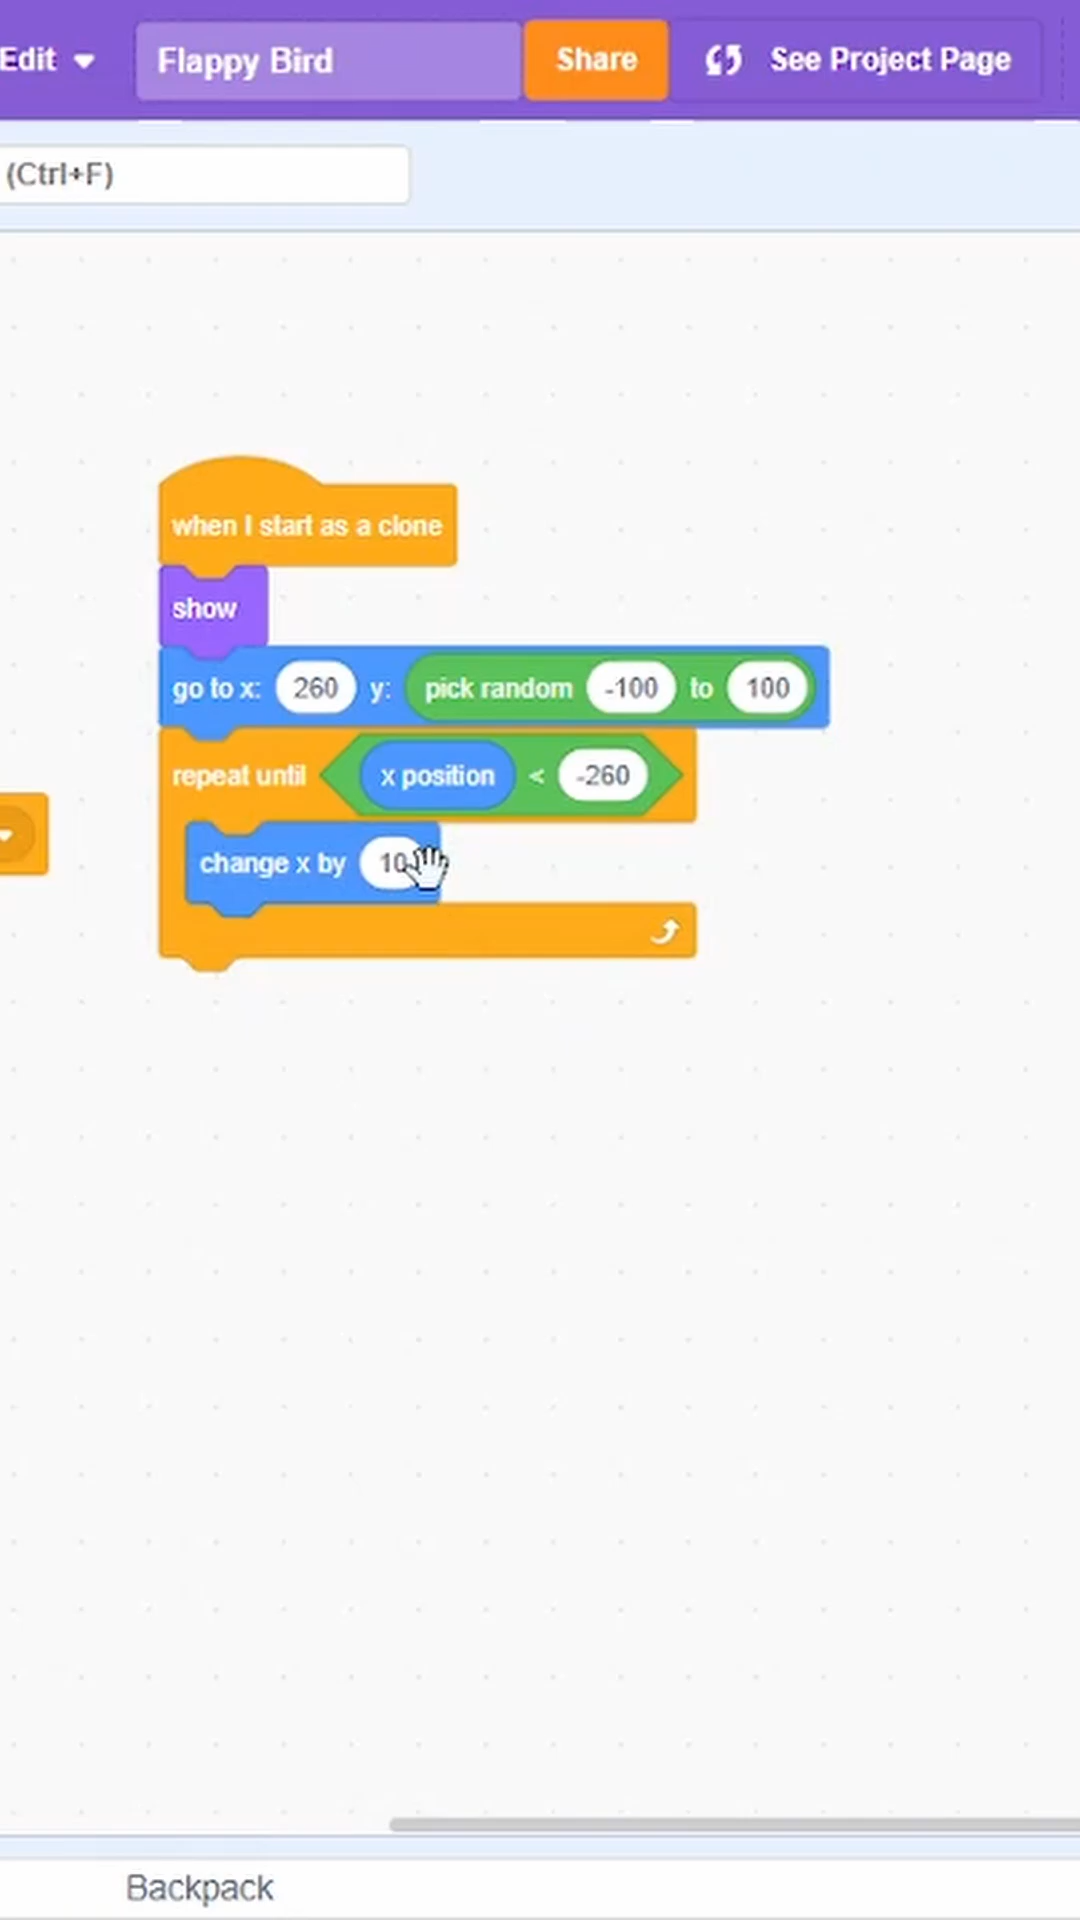 Edit Flappy Bird Share See Project Page
(Ctrl+F)
when I start as a clone
show
go to x: 260 y: pick random -100 to 100
repeat until x position < -260
change x by 10
Backpack